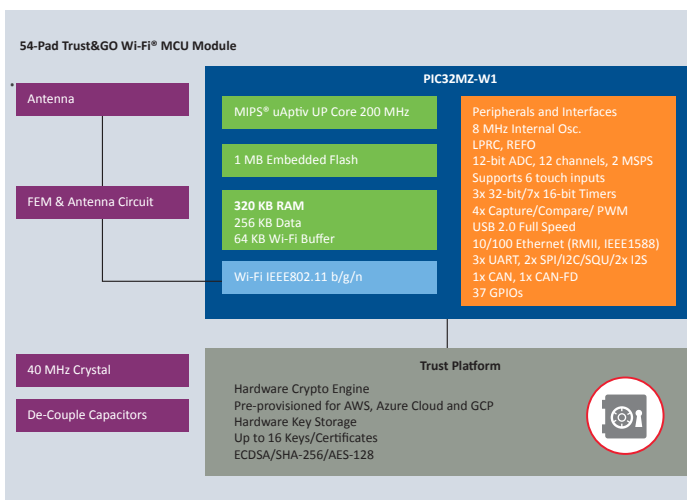 54-Pad Trust&GO Wi-Fi® MCU Module
*
Antenna
FEM & Antenna Circuit
40 MHz Crystal
De-Couple Capacitors
PIC32MZ-W1
MIPS® uAptiv UP Core 200 MHz
1 MB Embedded Flash
320 KB RAM
256 KB Data
64 KB Wi-Fi Buffer
Wi-Fi IEEE802.11 b/g/n
Peripherals and Interfaces
8 MHz Internal Osc.
LPRC, REFO
12-bit ADC, 12 channels, 2 MSPS
Supports 6 touch inputs
3x 32-bit/7x 16-bit Timers
4x Capture/Compare/ PWM
USB 2.0 Full Speed
10/100 Ethernet (RMII, IEEE1588)
3x UART, 2x SPI/I2C/SQU/2x I2S
1x CAN, 1x CAN-FD
37 GPIOs
Trust Platform
Hardware Crypto Engine
Pre-provisioned for AWS, Azure Cloud and GCP
Hardware Key Storage
Up to 16 Keys/Certificates
ECDSA/SHA-256/AES-128